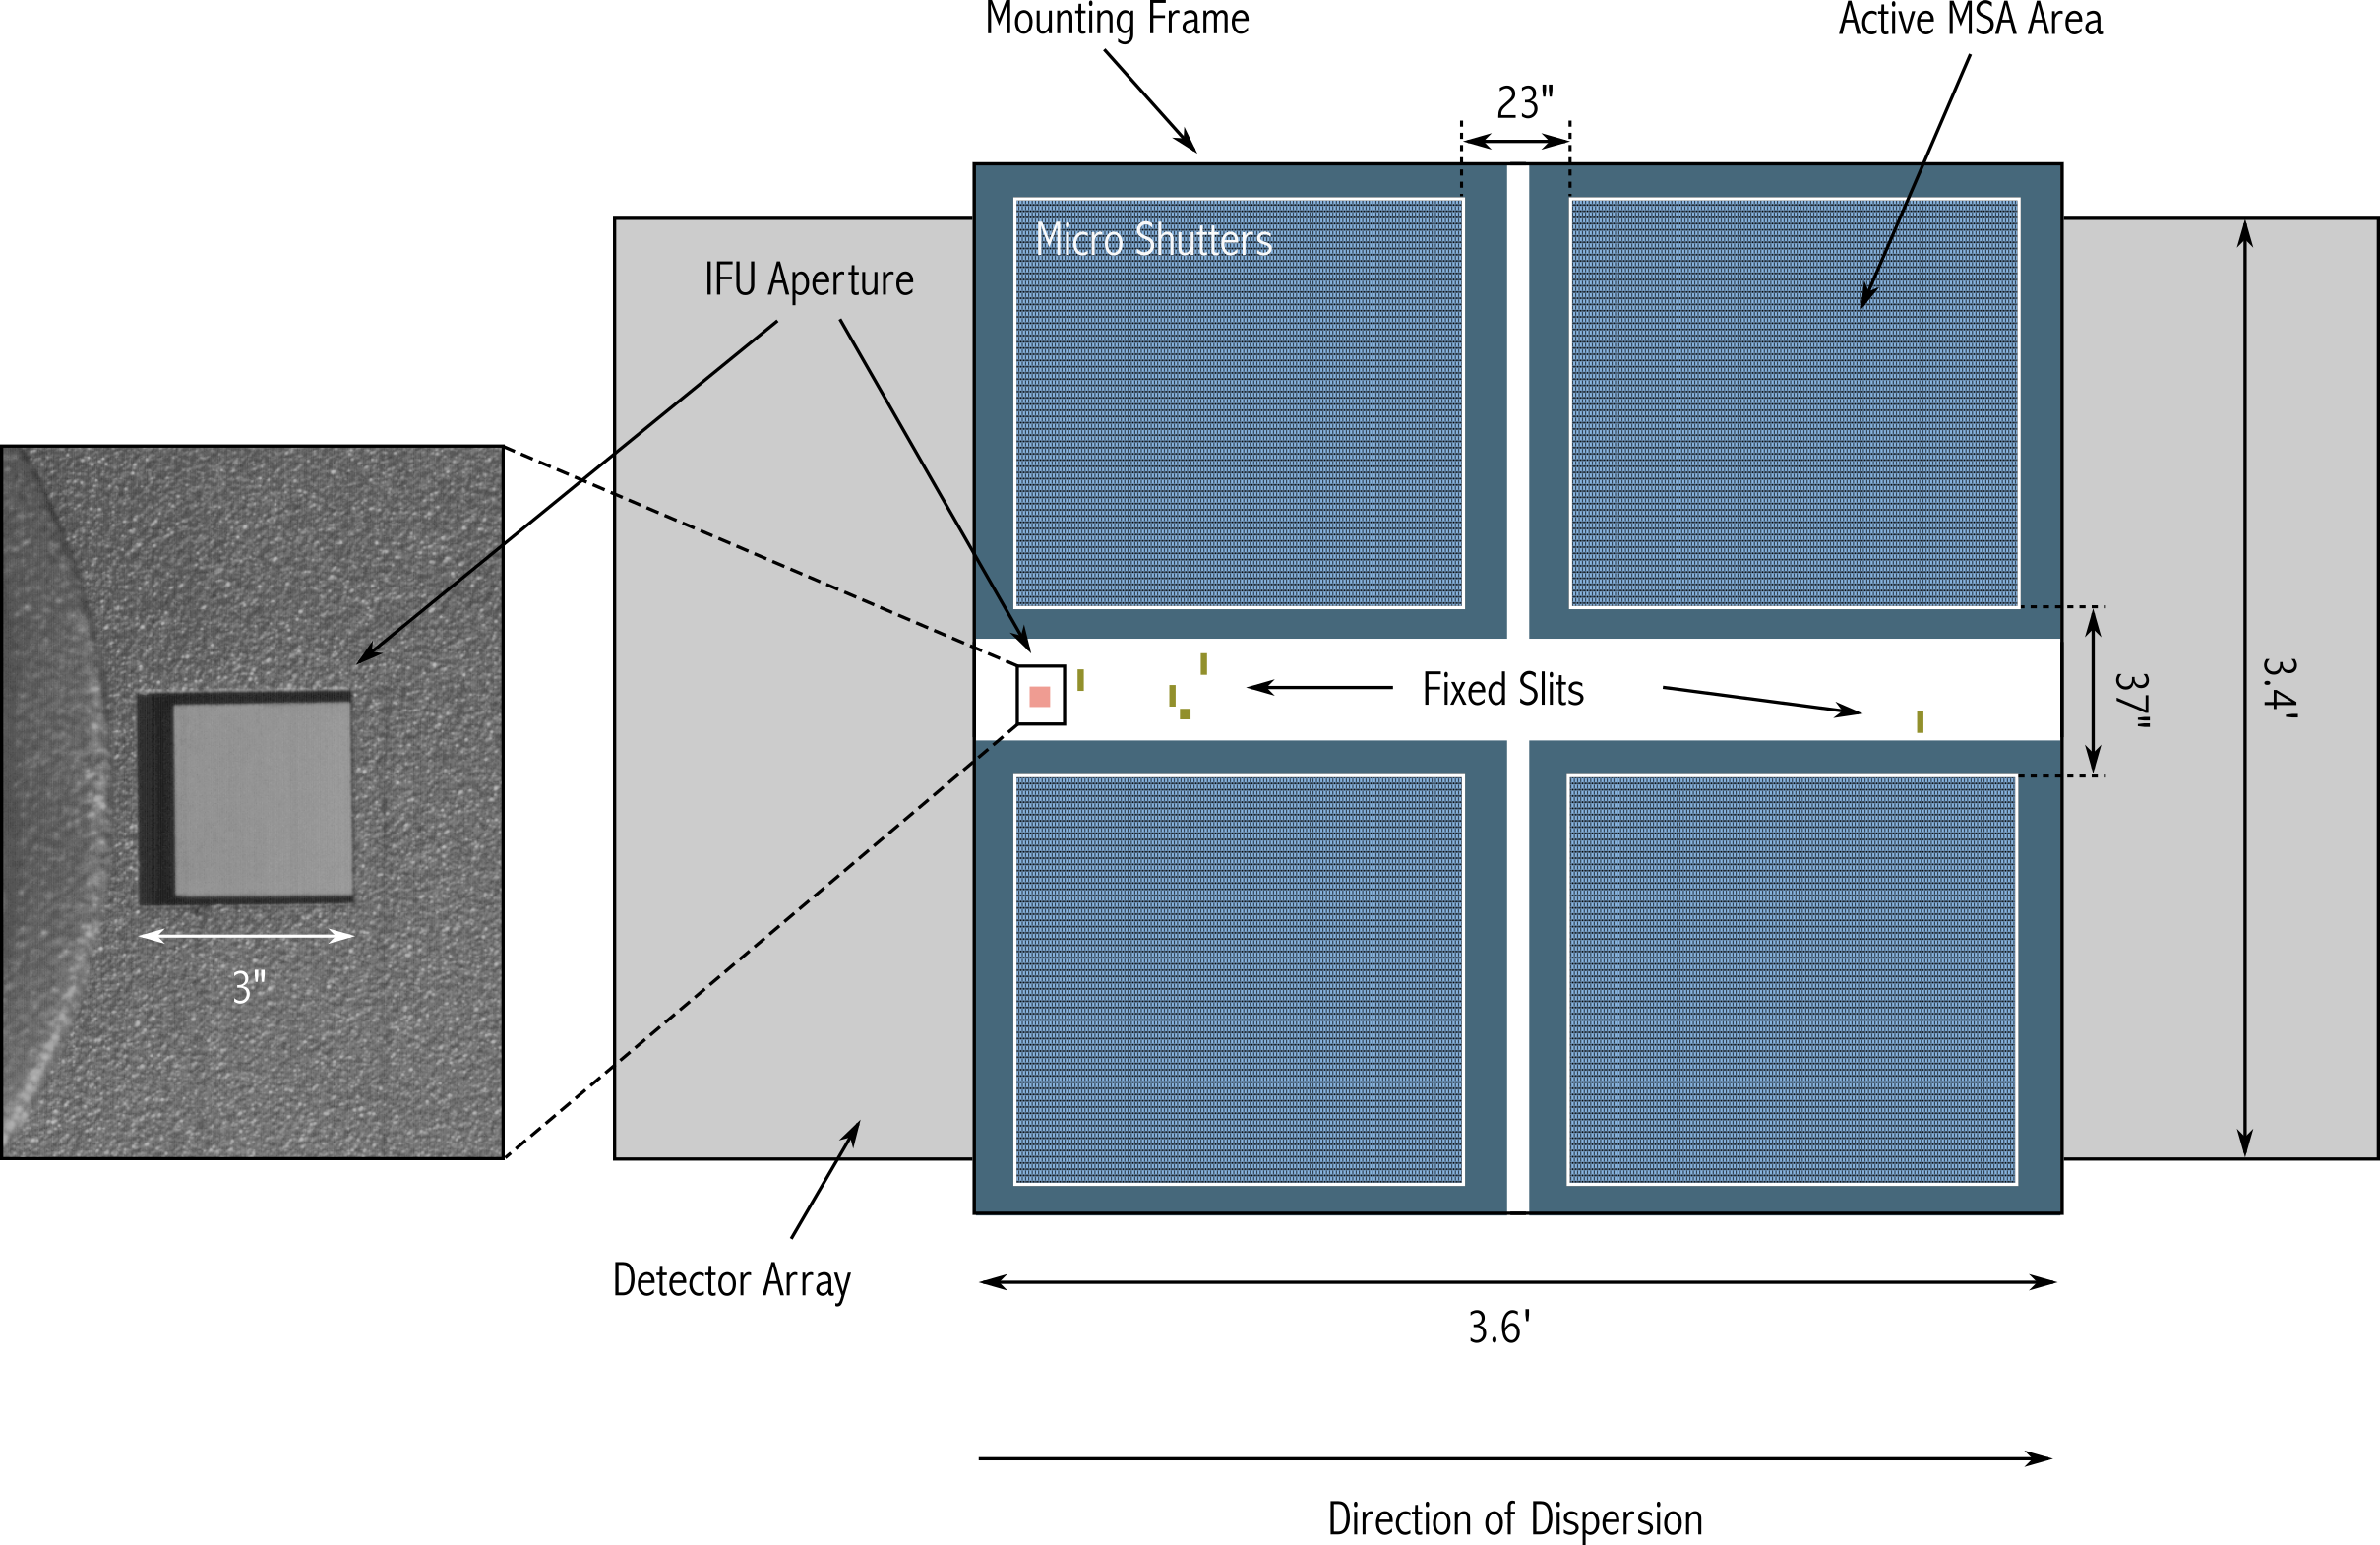 Mounting Frame
Active MSA Area
23"
Micro Shutters
IFU Aperture
Fixed Slits
37"
3.4'
3"
Detector Array
3.6'
Direction of Dispersion